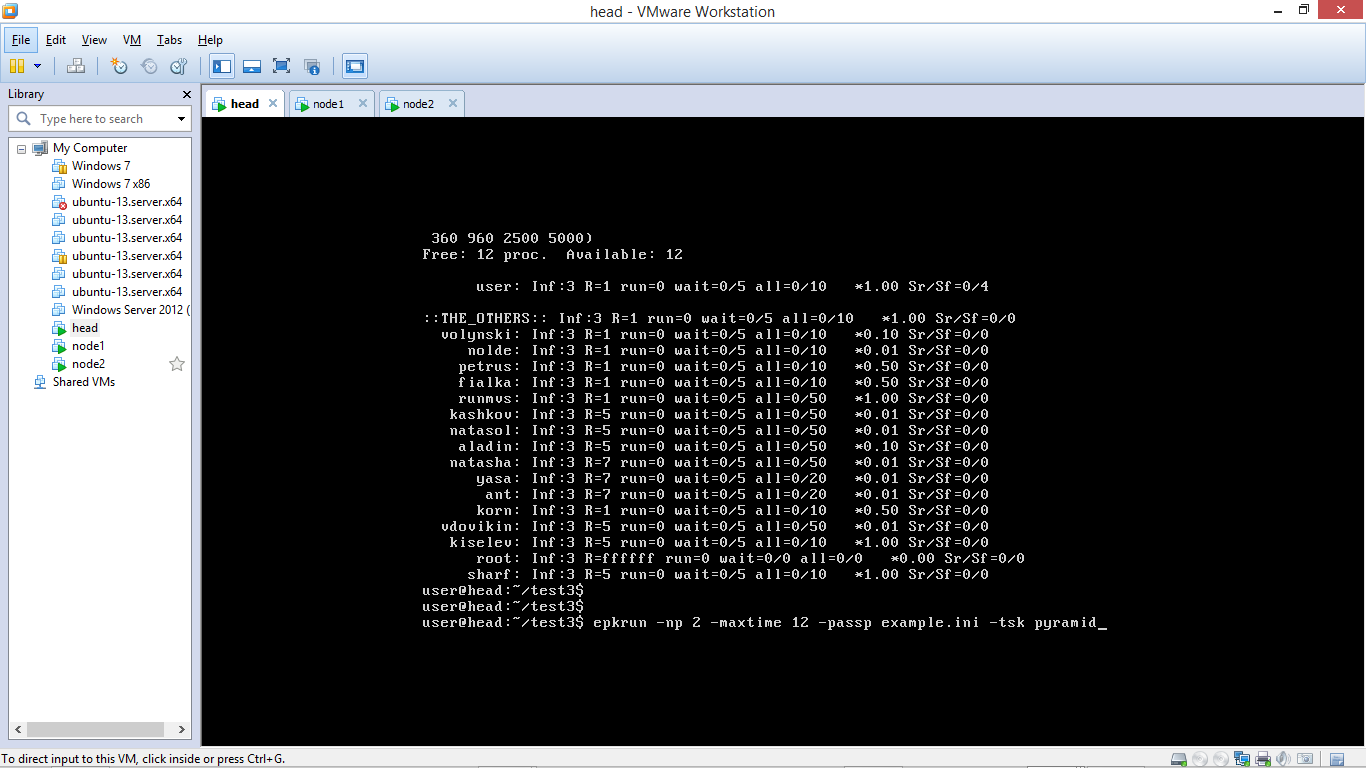 head - VMware Workstation
File Edit View VM Tabs Help
Library
Type here to search
My Computer
Windows 7
Windows 7 x86
ubuntu-13.server.x64
ubuntu-13.server.x64
ubuntu-13.server.x64
ubuntu-13.server.x64
ubuntu-13.server.x64
ubuntu-13.server.x64
Windows Server 2012 (
head
node1
node2
Shared VMs
head node1 node2
360 960 2500 5000)
Free: 12 proc. Available: 12
user: Inf:3 R=1 run=0 wait=0/5 all=0/10 *1.00 Sr/Sf=0/4
::THE_OTHERS:: Inf:3 R=1 run=0 wait=0/5 all=0/10 *1.00 Sr/Sf=0/0
volynski: Inf:3 R=1 run=0 wait=0/5 all=0/10 *0.10 Sr/Sf=0/0
nolde: Inf:3 R=1 run=0 wait=0/5 all=0/10 *0.01 Sr/Sf=0/0
petrus: Inf:3 R=1 run=0 wait=0/5 all=0/10 *0.50 Sr/Sf=0/0
fialka: Inf:3 R=1 run=0 wait=0/5 all=0/10 *0.50 Sr/Sf=0/0
runmvs: Inf:3 R=1 run=0 wait=0/5 all=0/50 *1.00 Sr/Sf=0/0
kashkov: Inf:3 R=5 run=0 wait=0/5 all=0/50 *0.01 Sr/Sf=0/0
natasol: Inf:3 R=5 run=0 wait=0/5 all=0/50 *0.01 Sr/Sf=0/0
aladin: Inf:3 R=5 run=0 wait=0/5 all=0/50 *0.10 Sr/Sf=0/0
natasha: Inf:3 R=7 run=0 wait=0/5 all=0/50 *0.01 Sr/Sf=0/0
yasa: Inf:3 R=7 run=0 wait=0/5 all=0/20 *0.01 Sr/Sf=0/0
ant: Inf:3 R=7 run=0 wait=0/5 all=0/20 *0.01 Sr/Sf=0/0
korn: Inf:3 R=1 run=0 wait=0/5 all=0/10 *0.50 Sr/Sf=0/0
vdovikin: Inf:3 R=5 run=0 wait=0/5 all=0/50 *0.01 Sr/Sf=0/0
kiselev: Inf:3 R=5 run=0 wait=0/5 all=0/10 *1.00 Sr/Sf=0/0
root: Inf:3 R=ffffff run=0 wait=0/0 all=0/0 *0.00 Sr/Sf=0/0
sharf: Inf:3 R=5 run=0 wait=0/5 all=0/10 *1.00 Sr/Sf=0/0
user@head:~/test3$
user@head:~/test3$
user@head:~/test3$ epkrun -np 2 -maxtime 12 -passp example.ini -tsk pyramid_
To direct input to this VM, click inside or press Ctrl+G.